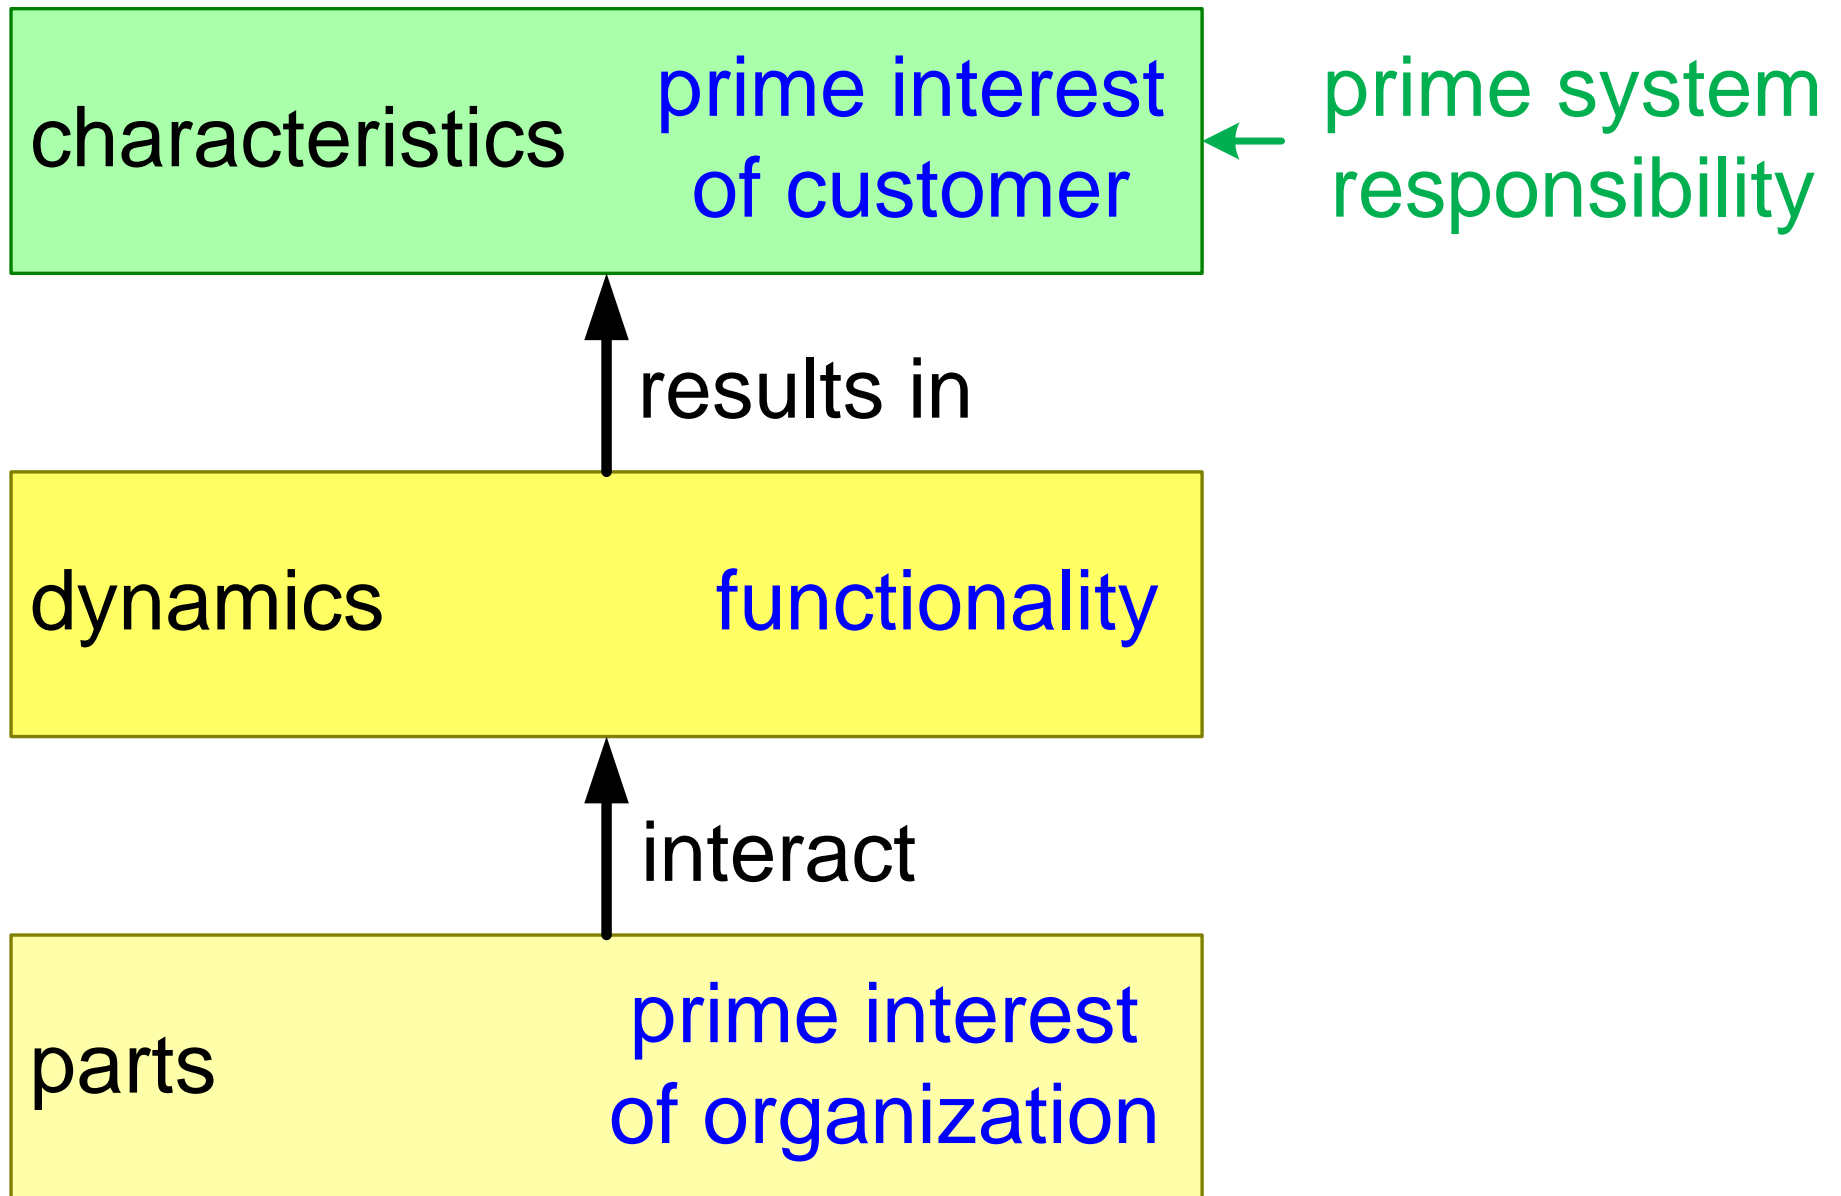 characteristics
prime interest
of customer
prime system
responsibility
results in
dynamics
functionality
interact
parts
prime interest
of organization